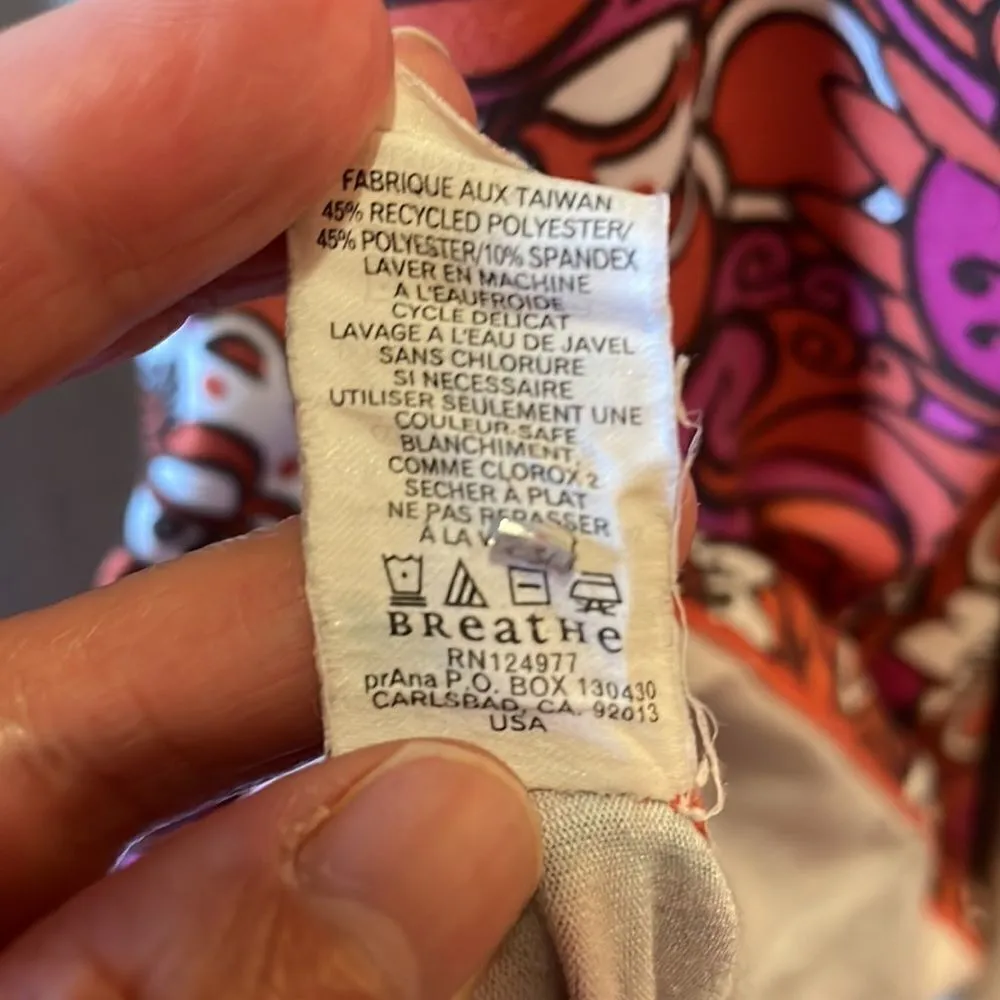 FABRIQUE AUX TAIWAN
45% RECYCLED POLYESTER/
45% POLYESTER/10% SPANDEX
LAVER EN MACHINE
A L'EAUFROIDE
CYCLE DELICAT
LAVAGE A L'EAU DE JAVEL
SANS CHLORURE
SI NECESSAIRE
UTILISER SEULEMENT UNE
COULEUR-SAFE
BLANCHIMENT
COMME CLOROX 2
SECHER À PLAT
NE PAS REPASSER
À LA
BReatHe
RN124977
prAna P.O. BOX 130430
CARLSBAD, CA. 92013
USA